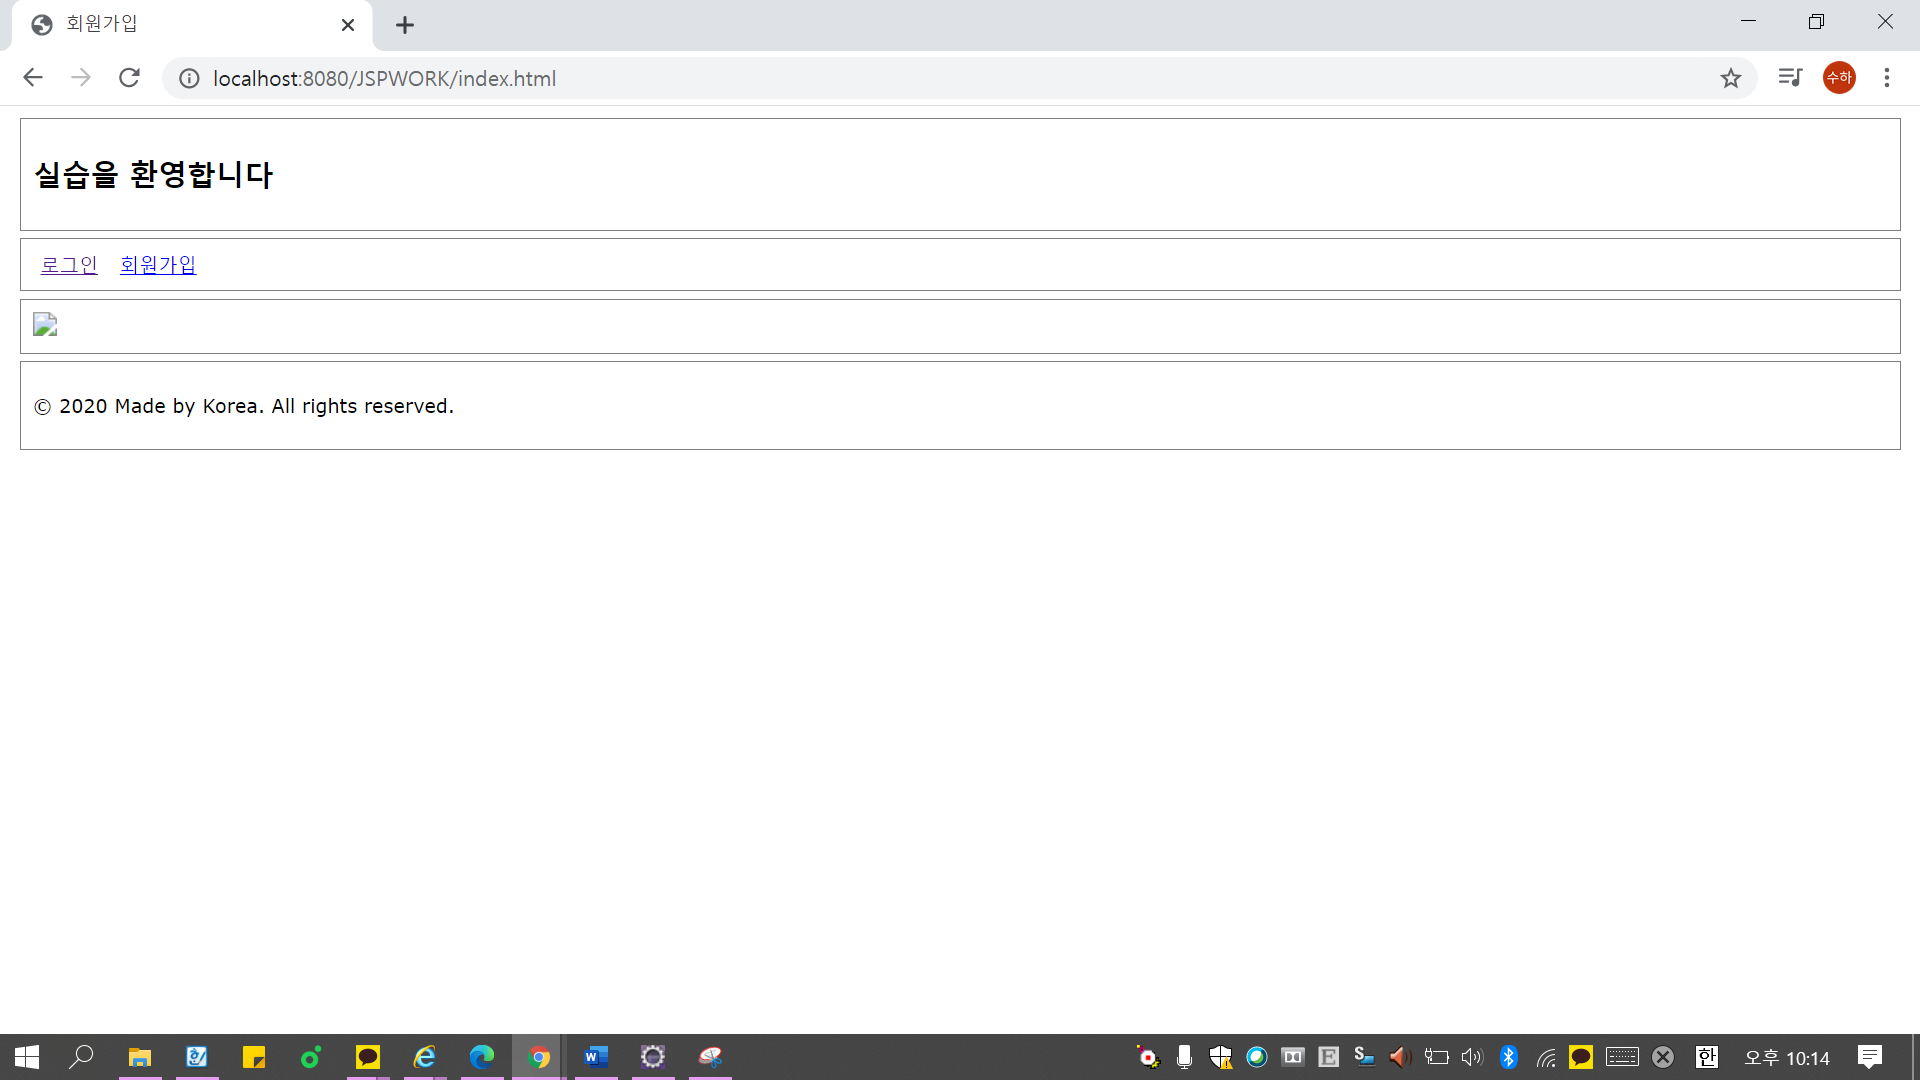 회원가입
localhost:8080/JSPWORK/index.html
수하
실습을 환영합니다
로그인 회원가입
© 2020 Made by Korea. All rights reserved.
한
오후 10:14